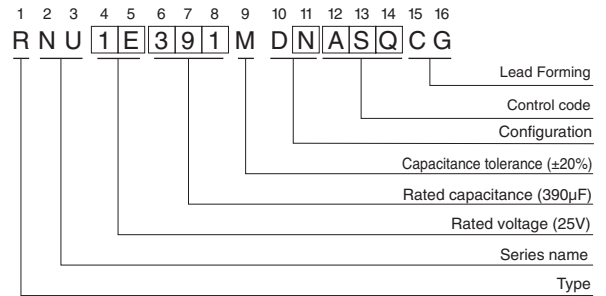 1 2 3 4 5 6 7 8 9 10 11 12 13 14 15 16
R N U 1 E 3 9 1 M D N A S Q C G
Lead Forming
Control code
Configuration
Capacitance tolerance (±20%)
Rated capacitance (390µF)
Rated voltage (25V)
Series name
Type